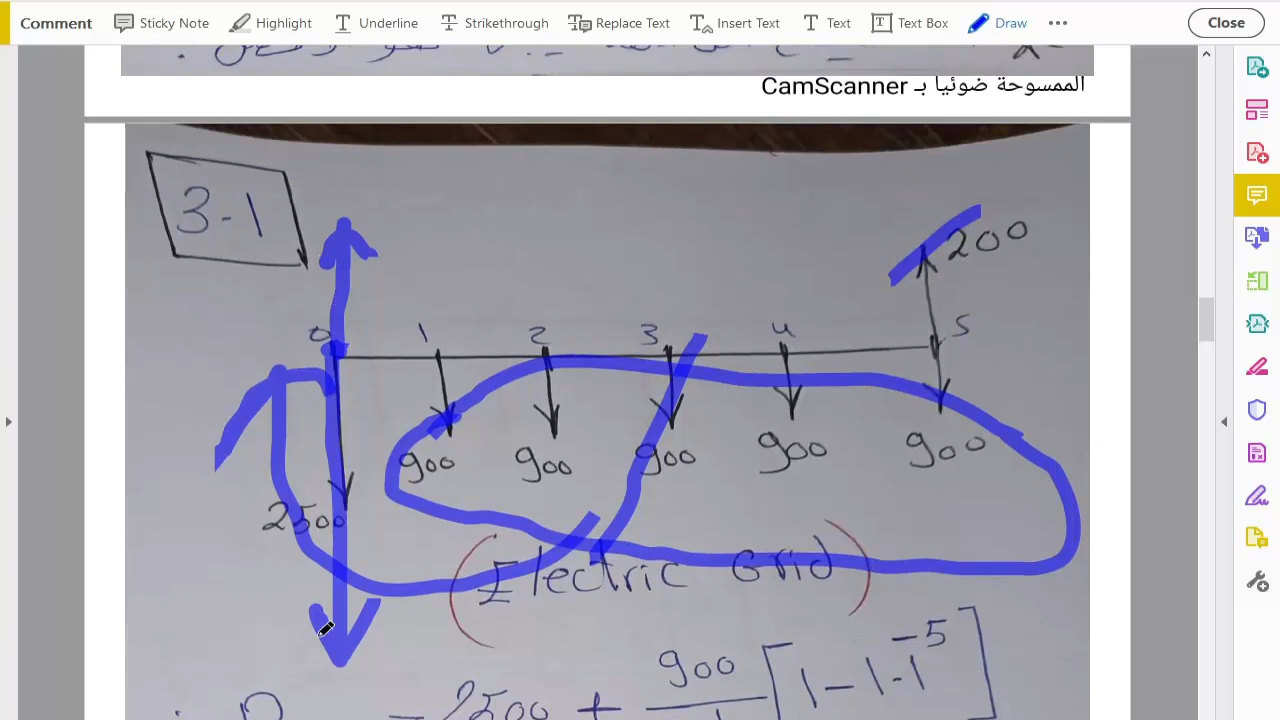 Comment Sticky Note Highlight Underline Strikethrough Replace Text Insert Text Text Text Box Draw Close
الممسوحة ضوئيا بـ CamScanner
3-1
200
0 1 2 3 4 5
900 900 900 900 900
2500
(Electric Grid)
- 2500 + 900 [1-1.1^-5]